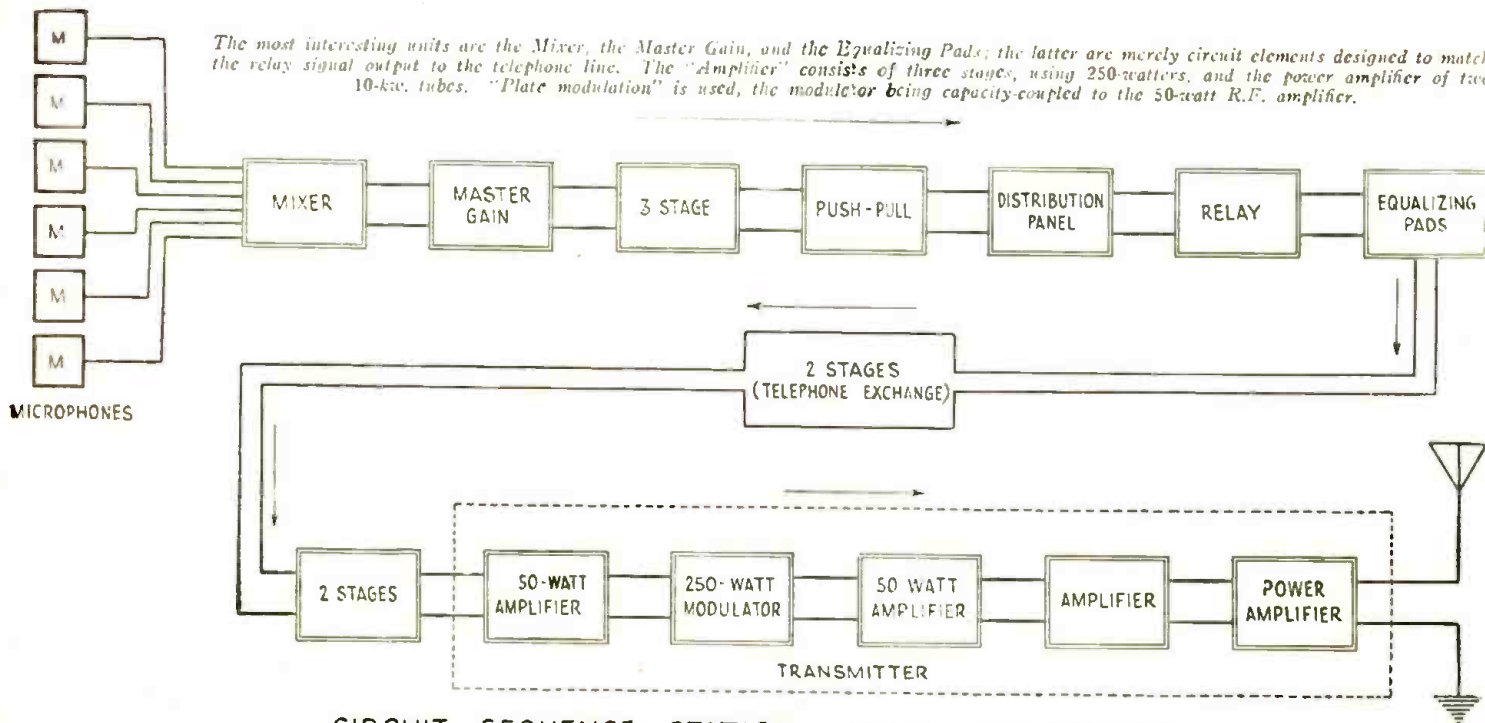 The most interesting units are the Mixer, the Master Gain, and the Equalizing Pads; the latter are merely circuit elements designed to match
the relay signal output to the telephone line. The "Amplifier" consists of three stages, using 250-watters, and the power amplifier of two
10-kw. tubes. "Plate modulation" is used, the modulator being capacity-coupled to the 50-watt R.F. amplifier.
M
M
M
M
M
M
MICROPHONES
MIXER
MASTER
GAIN
3 STAGE
PUSH-PULL
DISTRIBUTION
PANEL
RELAY
EQUALIZING
PADS
2 STAGES
(TELEPHONE EXCHANGE)
2 STAGES
50-WATT
AMPLIFIER
250-WATT
MODULATOR
50 WATT
AMPLIFIER
AMPLIFIER
POWER
AMPLIFIER
TRANSMITTER
CIRCUIT SEQUENCE